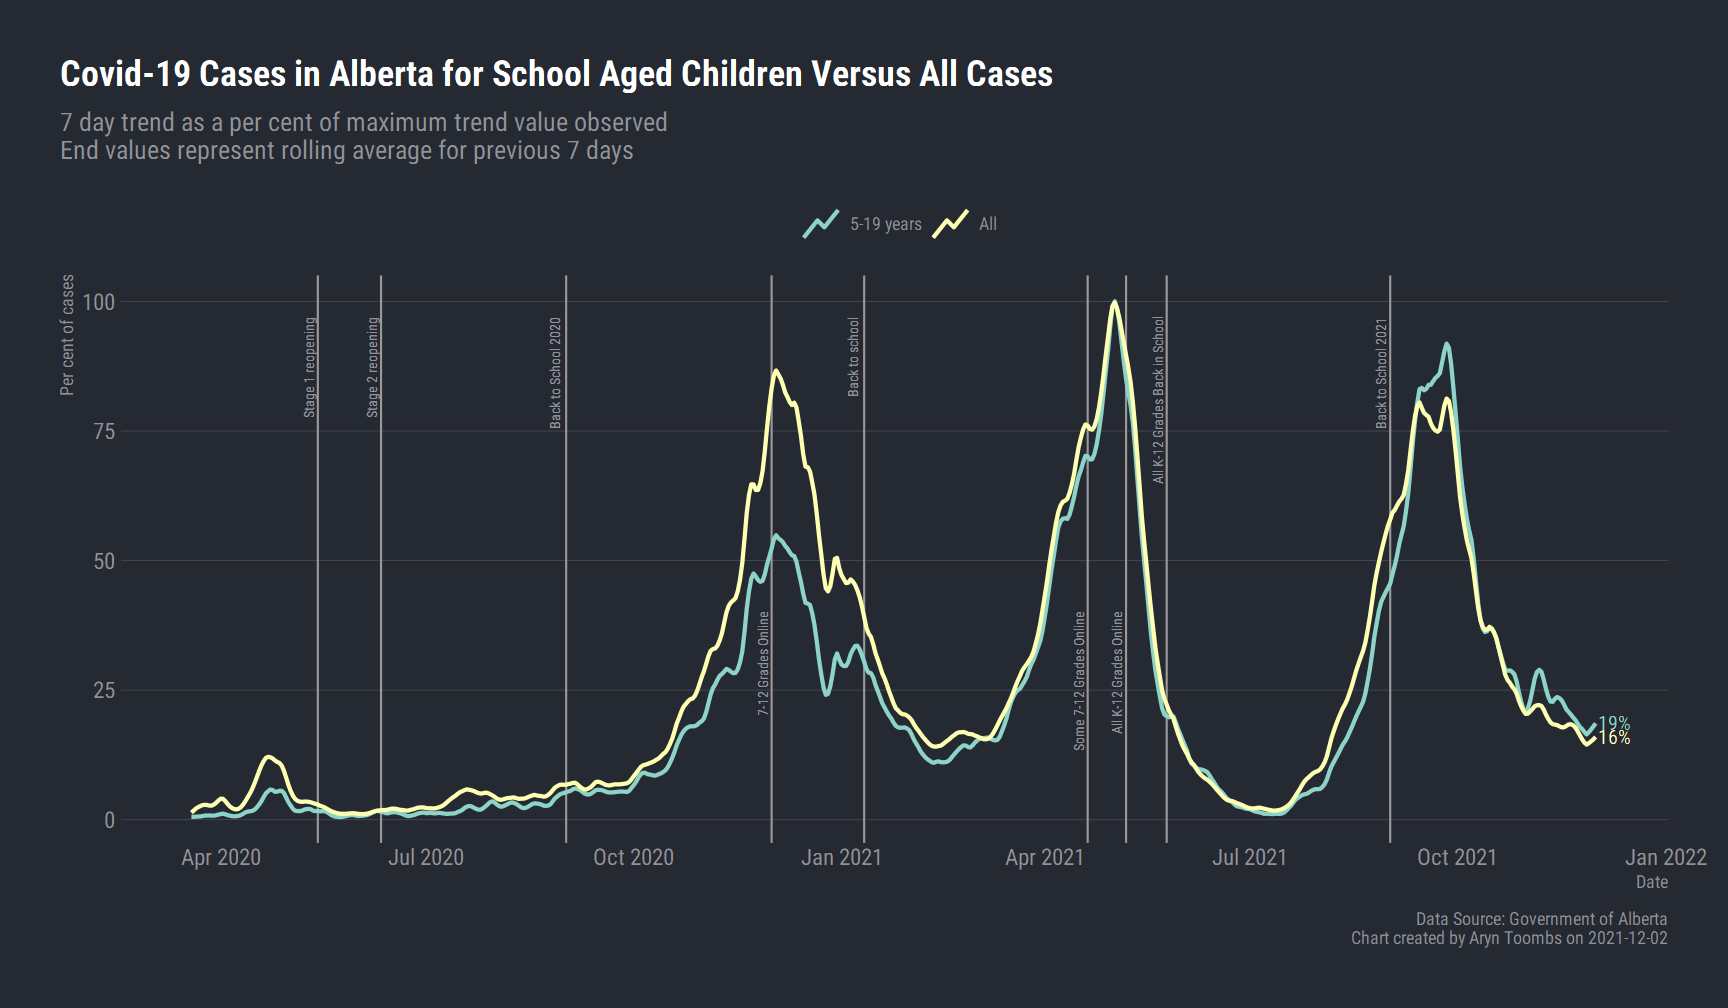 Covid-19 Cases in Alberta for School Aged Children Versus All Cases
7 day trend as a per cent of maximum trend value observed
End values represent rolling average for previous 7 days
5-19 years
All
Per cent of cases
100
75
50
25
0
Stage 1 reopening
Stage 2 reopening
Back to School 2020
7-12 Grades Online
Back to school
Some 7-12 Grades Online
All K-12 Grades Online
All K-12 Grades Back in School
Back to School 2021
19%
16%
Apr 2020
Jul 2020
Oct 2020
Jan 2021
Apr 2021
Jul 2021
Oct 2021
Jan 2022
Date
Data Source: Government of Alberta
Chart created by Aryn Toombs on 2021-12-02